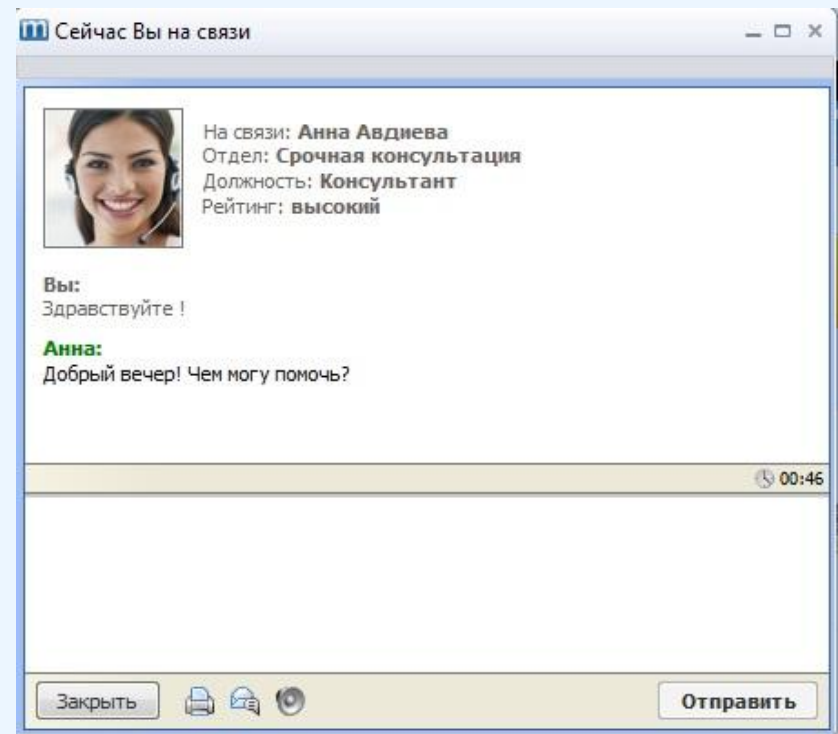 m Сейчас Вы на связи
На связи: Анна Авдиева
Отдел: Срочная консультация
Должность: Консультант
Рейтинг: высокий
Вы:
Здравствуйте !
Анна:
Добрый вечер! Чем могу помочь?
00:46
Закрыть
Отправить